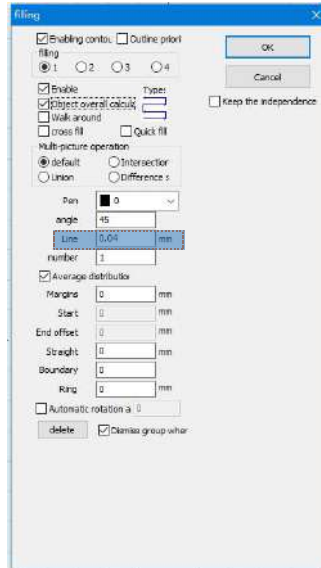 filling
Enabling contou Outline priori
filling
1 2 3 4
OK
Enable Type:
Cancel
Object overall calcula
Keep the independence
Walk around
cross fill Quick fill
Multi-picture operation
default Intersection
Union Difference s
Pen 0
angle 45
Line 0.04 mm
number 1
Average distribution
Margins 0 mm
Start 0 mm
End offset 0 mm
Straight 0 mm
Boundary 0
Ring 0 mm
Automatic rotation a 0
delete Dismiss group wher